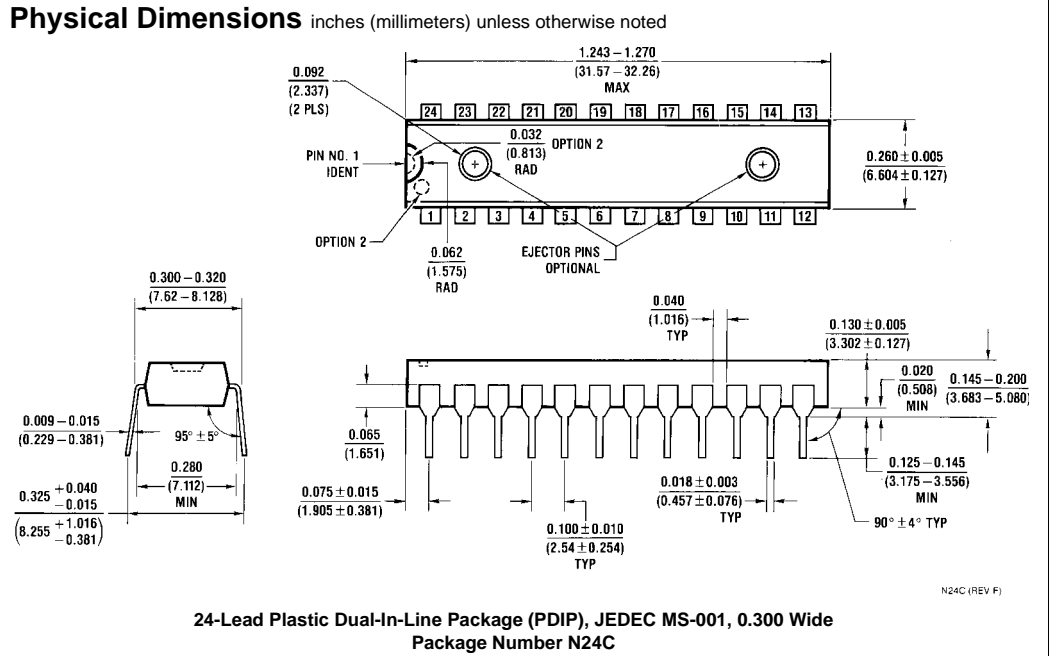 Physical Dimensions inches (millimeters) unless otherwise noted
1.243 – 1.270
(31.57 – 32.26)
MAX
0.092
(2.337)
(2 PLS)
24 23 22 21 20 19 18 17 16 15 14 13
0.032
(0.813)
RAD
OPTION 2
PIN NO. 1
IDENT
0.260 ± 0.005
(6.604 ± 0.127)
1 2 3 4 5 6 7 8 9 10 11 12
OPTION 2
0.062
(1.575)
RAD
EJECTOR PINS
OPTIONAL
0.300 – 0.320
(7.62 – 8.128)
0.040
(1.016)
TYP
0.130 ± 0.005
(3.302 ± 0.127)
0.020
(0.508)
MIN
0.145 – 0.200
(3.683 – 5.080)
0.009 – 0.015
(0.229 – 0.381)
95° ± 5°
0.065
(1.651)
0.280
(7.112)
MIN
0.125 – 0.145
(3.175 – 3.556)
MIN
0.325 +0.040
–0.015
(8.255 +1.016
–0.381)
0.075 ± 0.015
(1.905 ± 0.381)
0.018 ± 0.003
(0.457 ± 0.076)
TYP
0.100 ± 0.010
(2.54 ± 0.254)
TYP
90° ± 4° TYP
N24C (REV F)
24-Lead Plastic Dual-In-Line Package (PDIP), JEDEC MS-001, 0.300 Wide
Package Number N24C